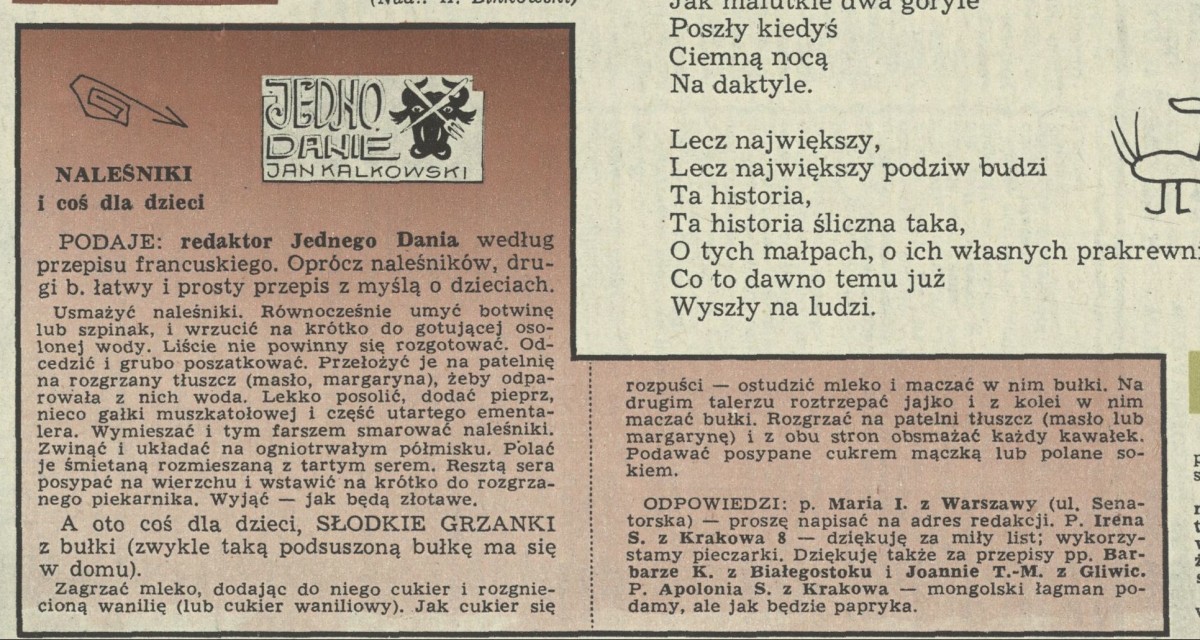 Jak malutkie dwa goryle
Poszły kiedyś
Ciemną nocą
Na daktyle.
Lecz największy,
Lecz największy podziw budzi
Ta historia,
Ta historia śliczna taka,
O tych małpach, o ich własnych
Co to dawno temu już
Wyszły na ludzi.
JEDNO
DANIE
JAN KALKOWSKI
NALEŚNIKI
i coś dla dzieci
PODAJE: redaktor Jednego Dania według
przepisu francuskiego. Oprócz naleśników, dru-
gi b. łatwy i prosty przepis z myślą o dzieciach.
Usmażyć naleśniki. Równocześnie umyć botwinę
lub szpinak, i wrzucić na krótko do gotującej oso-
lonej wody. Liście nie powinny się rozgotować. Od-
cedzić i grubo poszatkować. Przełożyć je na patelnię
na rozgrzany tłuszcz (masło, margaryna), żeby odpa-
rowała z nich woda. Lekko posolić, dodać pieprz,
nieco gałki muszkatołowej i część utartego ementa-
lera. Wymieszać i tym farszem smarować naleśniki.
Zwinąć i układać na ogniotrwałym półmisku. Polać
je śmietaną rozmieszaną z tartym serem. Resztą sera
posypać na wierzchu i wstawić na krótko do rozgrza-
nego piekarnika. Wyjąć — jak będą złotawe.
A oto coś dla dzieci, SŁODKIE GRZANKI
z bułki (zwykle taką podsuszoną bułkę ma się
w domu).
Zagrzać mleko, dodając do niego cukier i rozgnie-
cioną wanilię (lub cukier waniliowy). Jak cukier się
rozpuści — ostudzić mleko i maczać w nim bułki. Na
drugim talerzu roztrzepać jajko i z kolei w nim
maczać bułki. Rozgrzać na patelni tłuszcz (masło lub
margarynę) i z obu stron obsmażać każdy kawałek.
Podawać posypane cukrem mączką lub polane so-
kiem.
ODPOWIEDZI: p. Maria I. z Warszawy (ul. Sena-
torska) — proszę napisać na adres redakcji. P. Irena
S. z Krakowa 8 — dziękuję za miły list; wykorzy-
stamy pieczarki. Dziękuję także za przepisy pp. Bar-
barze K. z Białegostoku i Joannie T.-M. z Gliwic.
P. Apolonia S. z Krakowa — mongolski łagman po-
damy, ale jak będzie papryka.